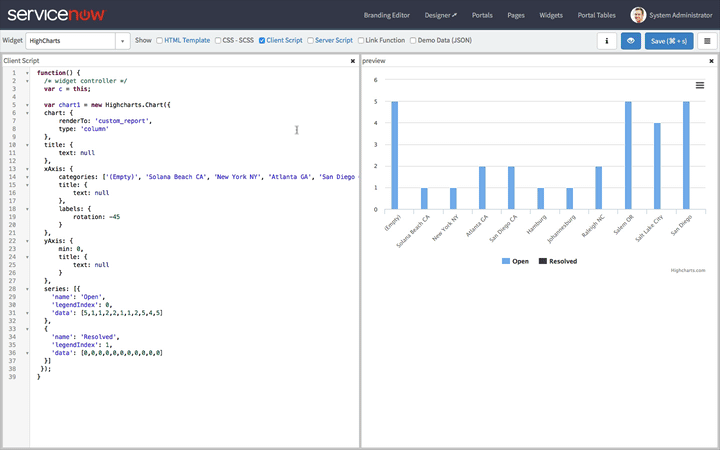 servicenow
Branding Editor Designer Portals Pages Widgets Portal Tables System Administrator
Widget HighCharts Show HTML Template CSS - SCSS Client Script Server Script Link Function Demo Data (JSON) i Save (⌘ + s)
Client Script ×
1 function() {
2 /* widget controller */
3 var c = this;
4
5 var chart1 = new Highcharts.Chart({
6 chart: {
7 renderTo: 'custom_report',
8 type: 'column'
9 },
10 title: {
11 text: null
12 },
13 xAxis: {
14 categories: ['(Empty)', 'Solana Beach CA', 'New York NY', 'Atlanta GA', 'San Diego
15 title: {
16 text: null
17 },
18 labels: {
19 rotation: -45
20 }
21 },
22 yAxis: {
23 min: 0,
24 title: {
25 text: null
26 }
27 },
28 series: [{
29 'name': 'Open',
30 'legendIndex': 0,
31 'data': [5,1,1,2,2,1,1,2,5,4,5]
32 },
33 {
34 'name': 'Resolved',
35 'legendIndex': 1,
36 'data': [0,0,0,0,0,0,0,0,0,0,0]
37 }]
38 });
39 }
preview ×
6
5
4
3
2
1
0
(Empty)
Solana Beach CA
New York NY
Atlanta GA
San Diego CA
Hamburg
Johannesburg
Raleigh NC
Salem OR
Salt Lake City
San Diego
Open Resolved
Highcharts.com